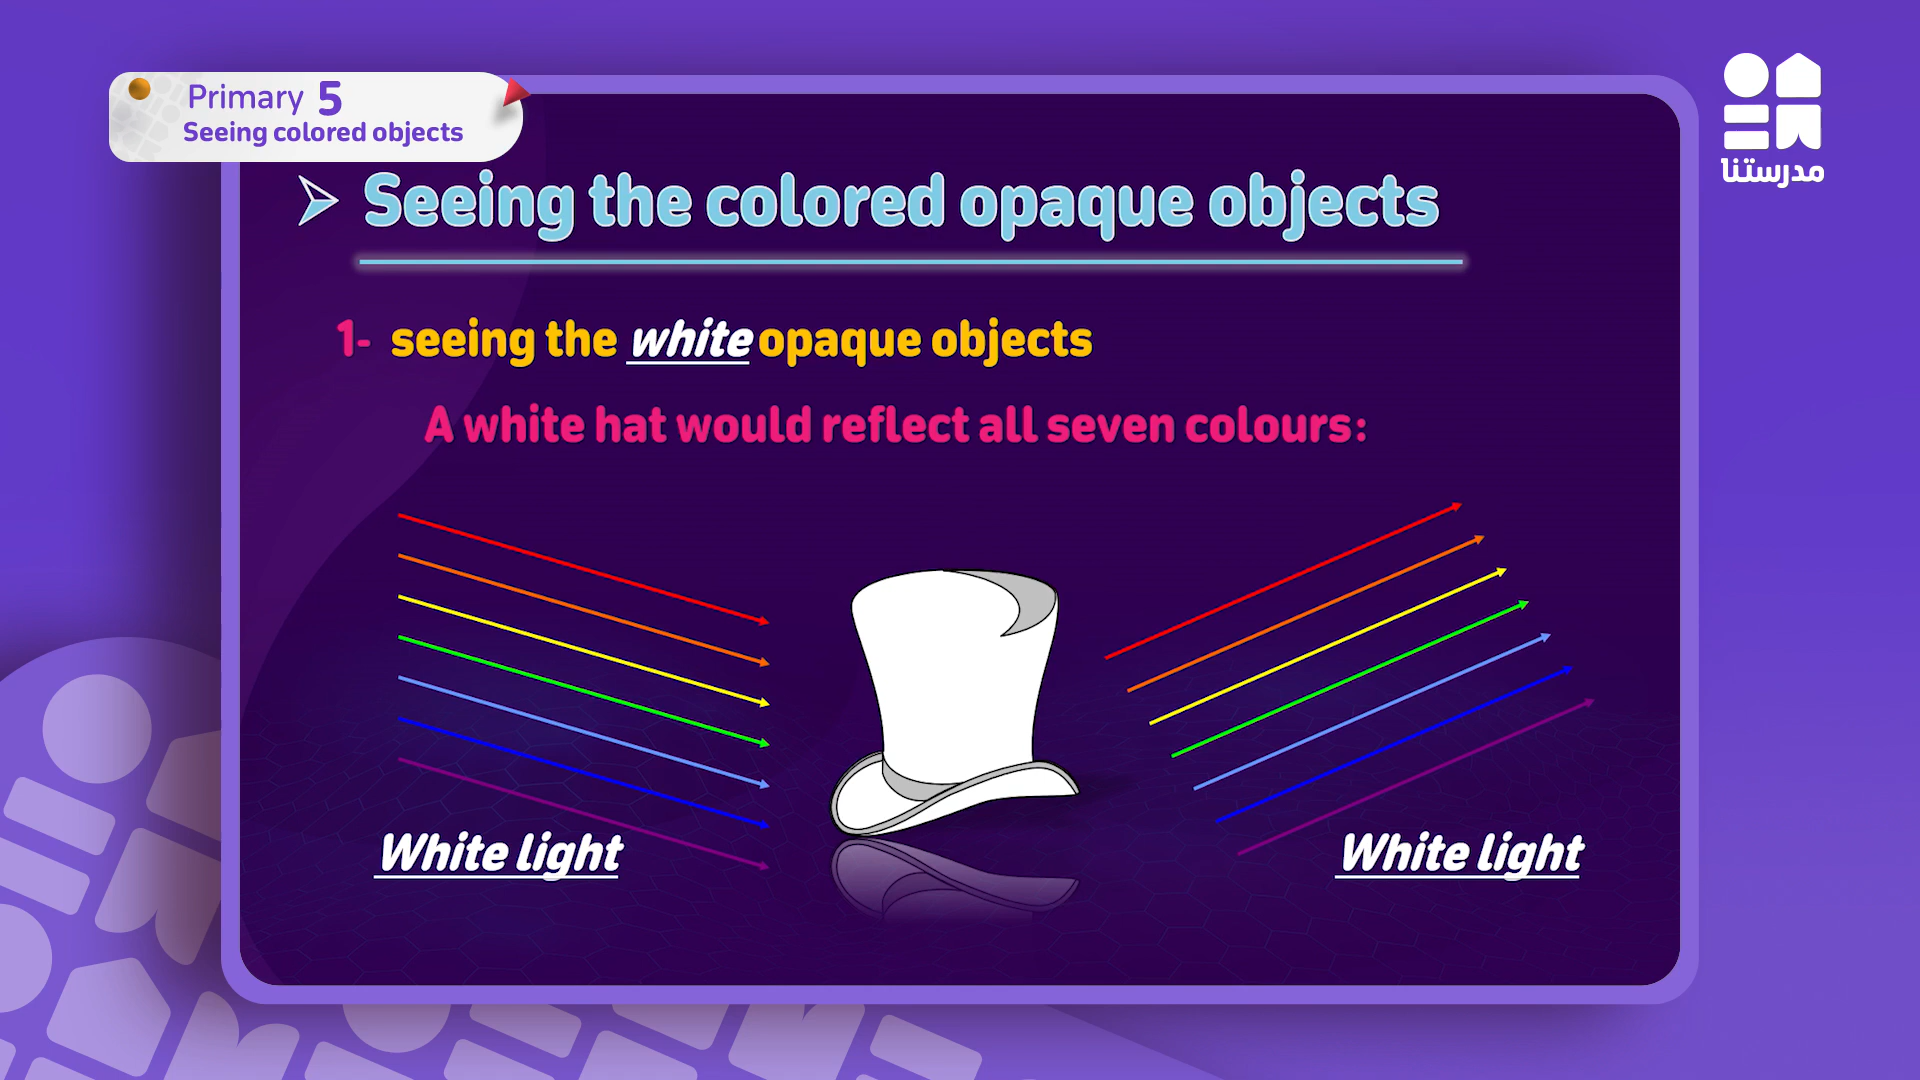 Primary 5
Seeing colored objects
مدرستنا
Seeing the colored opaque objects
1- seeing the white opaque objects
A white hat would reflect all seven colours:
White light
White light